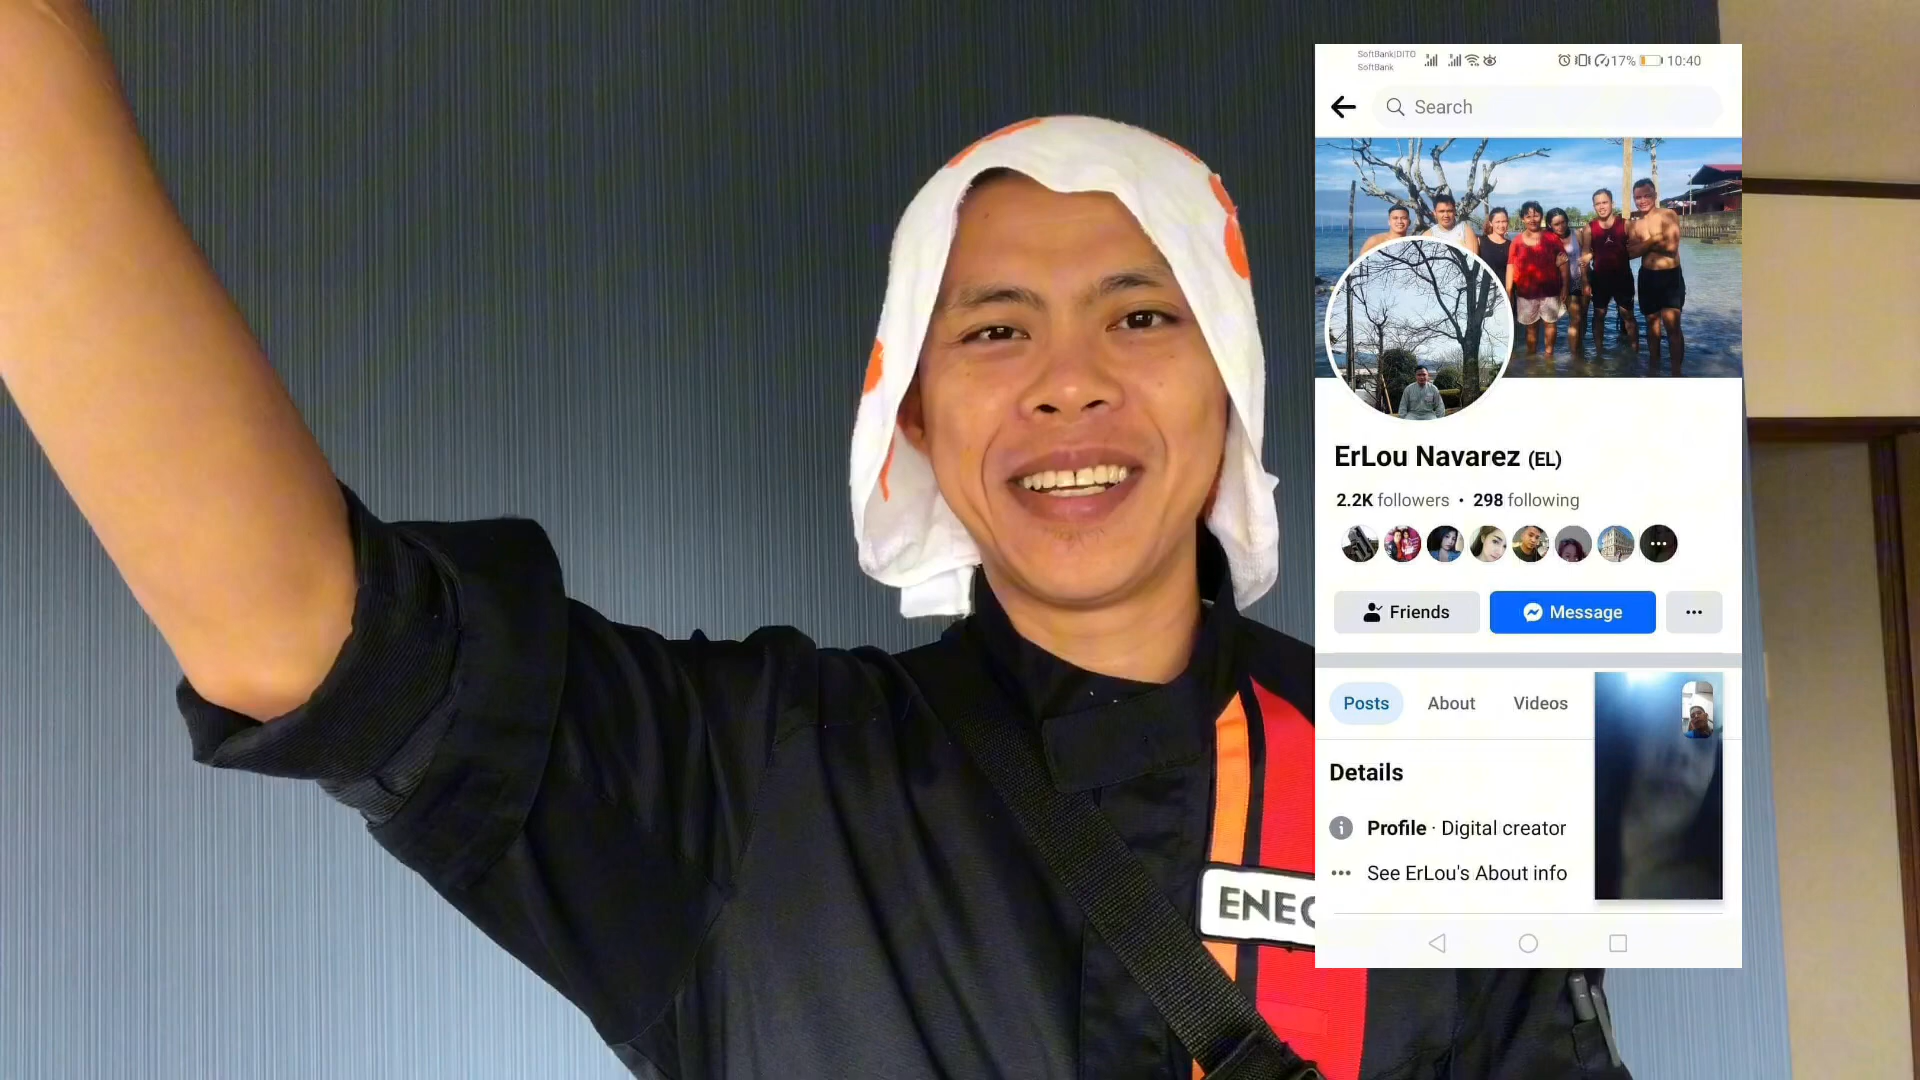 SoftBank|DITO
SoftBank
17% 10:40
Search
ErLou Navarez (EL)
2.2K followers • 298 following
Friends
Message
Posts About Videos
Details
Profile · Digital creator
See ErLou's About info
ENEO